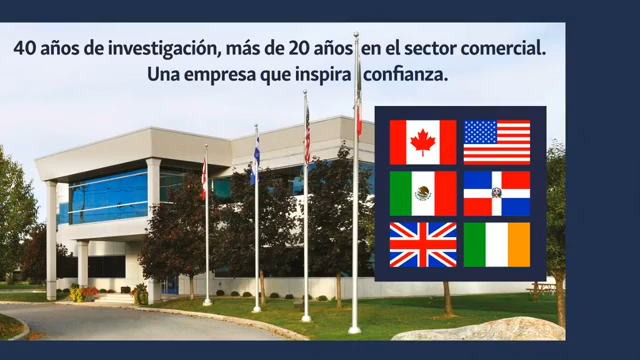 40 años de investigación, más de 20 años en el sector comercial.
Una empresa que inspira confianza.